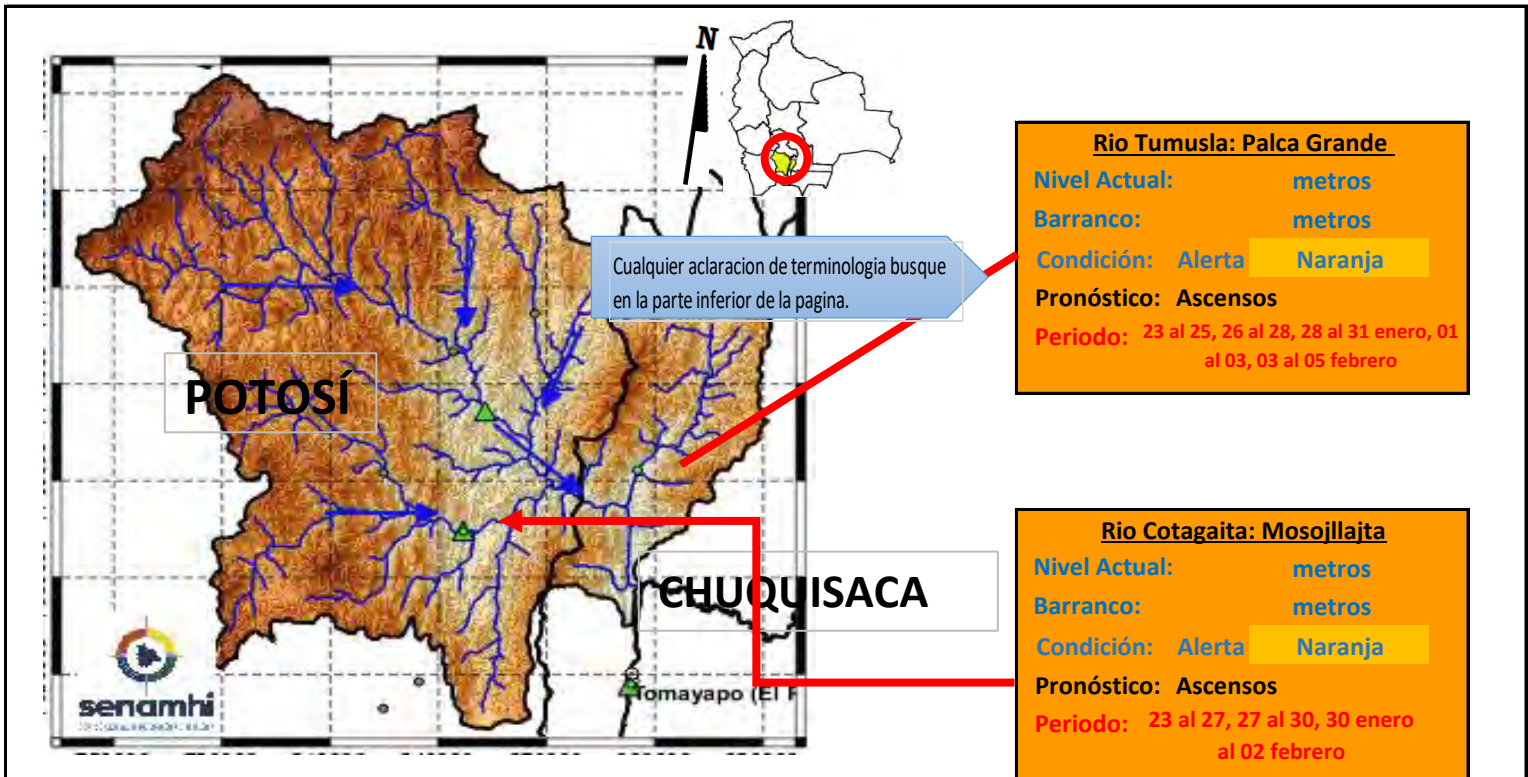 N
Cualquier aclaracion de terminologia busque
en la parte inferior de la pagina.
POTOSÍ
CHUQUISACA
Tomayapo (El
senamhi
Rio Tumusla: Palca Grande
Nivel Actual: metros
Barranco: metros
Condición: Alerta Naranja
Pronóstico: Ascensos
Periodo: 23 al 25, 26 al 28, 28 al 31 enero, 01
al 03, 03 al 05 febrero
Rio Cotagaita: Mosojllajta
Nivel Actual: metros
Barranco: metros
Condición: Alerta Naranja
Pronóstico: Ascensos
Periodo: 23 al 27, 27 al 30, 30 enero
al 02 febrero